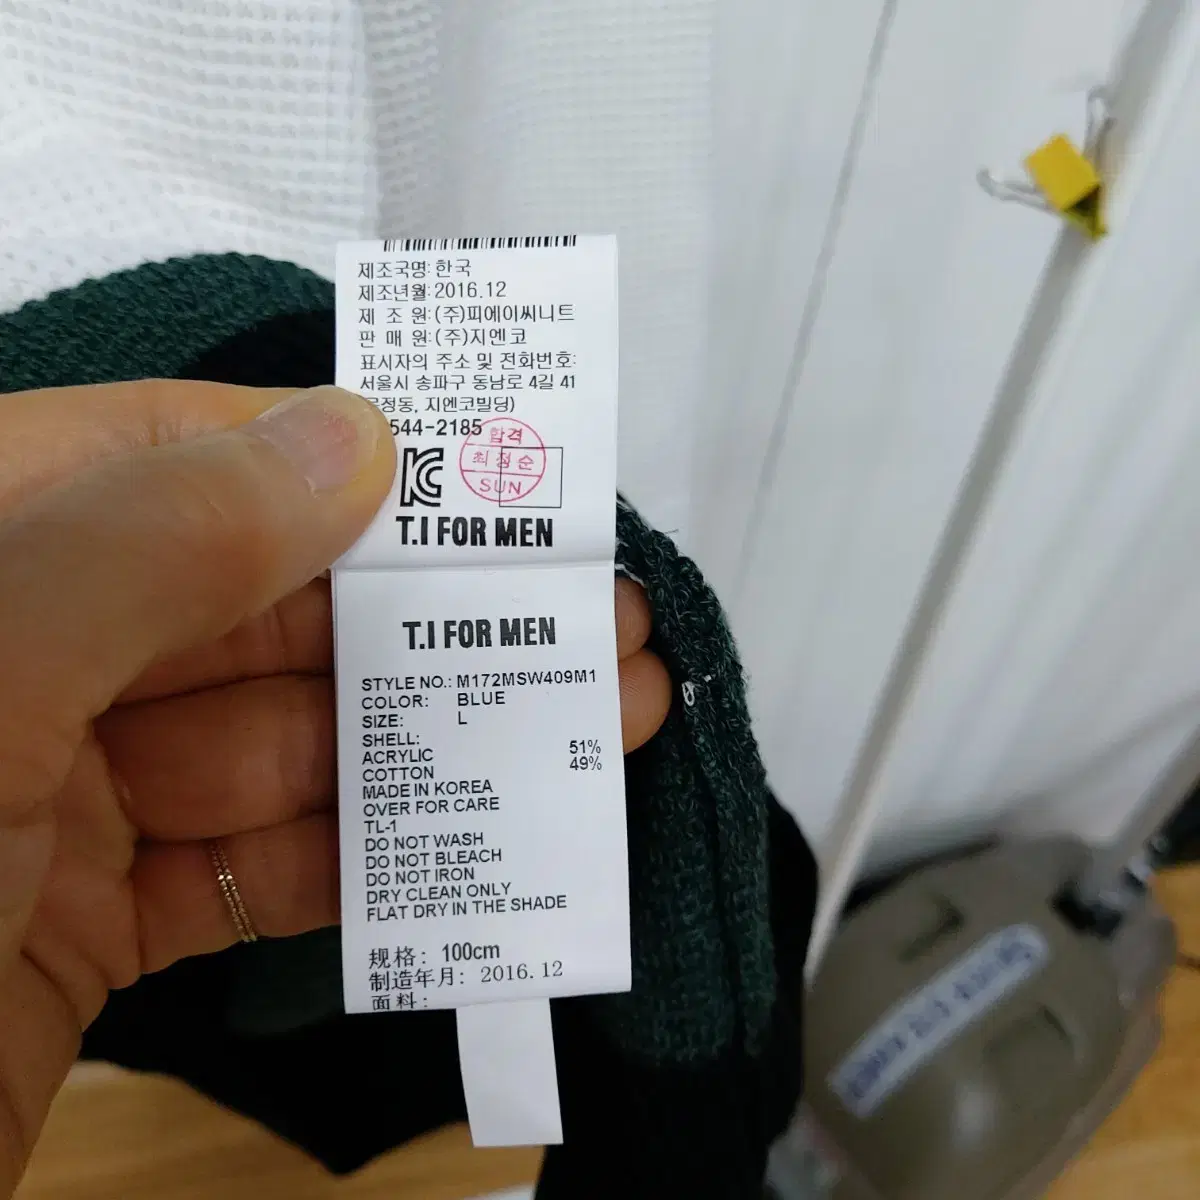 제조국명: 한국
제조년월: 2016.12
제 조 원: (주)피에이씨니트
판 매 원: (주)지엔코
표시자의 주소 및 전화번호:
서울시 송파구 동남로 4길 41
정동, 지엔코빌딩)
544-2185
합격
최정순
SUN
T.I FOR MEN
T.I FOR MEN
STYLE NO.: M172MSW409M1
COLOR: BLUE
SIZE: L
SHELL:
ACRYLIC 51%
COTTON 49%
MADE IN KOREA
OVER FOR CARE
TL-1
DO NOT WASH
DO NOT BLEACH
DO NOT IRON
DRY CLEAN ONLY
FLAT DRY IN THE SHADE
规格: 100cm
制造年月: 2016.12
面料: